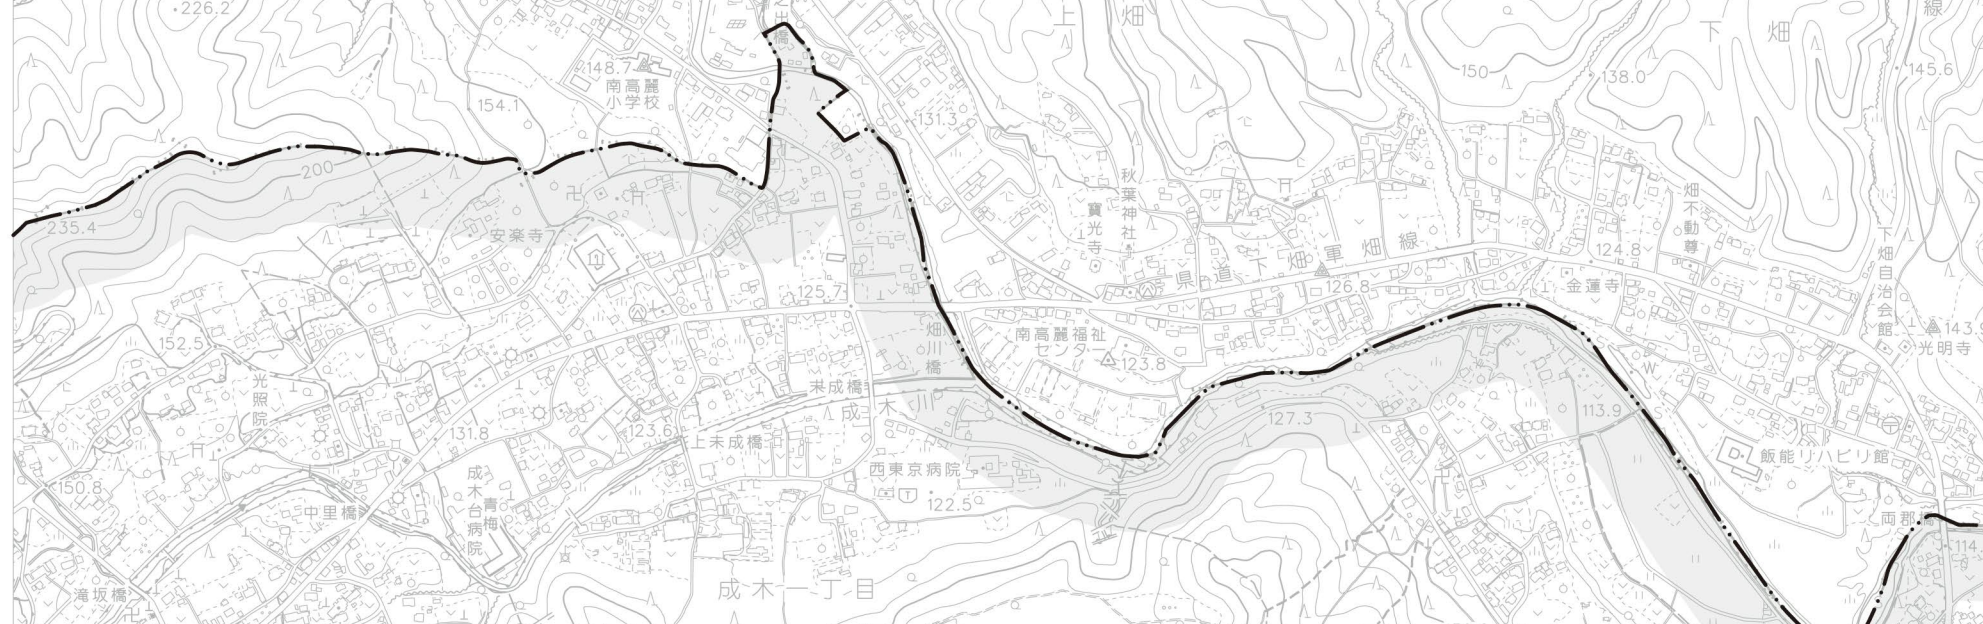 226.2
之出橋
上畑
下畑
線
148.7
南高麗
小学校
154.1
131.3
150
138.0
145.6
200
235.4
安楽寺
秋葉神社
寶光寺
畑不動尊
124.8
下畑自治会館
県道下畑軍畑線
126.8
金蓮寺
125.7
畑川橋
南高麗福祉
センター
123.8
143.
光明寺
152.5
光照院
末成橋
成木川
W
127.3
113.9
131.8
123.6
上末成橋
西東京病院
122.5
飯能リハビリ館
150.8
中里橋
成木台病院
青梅
両郡橋
114
成木一丁目
滝坂橋